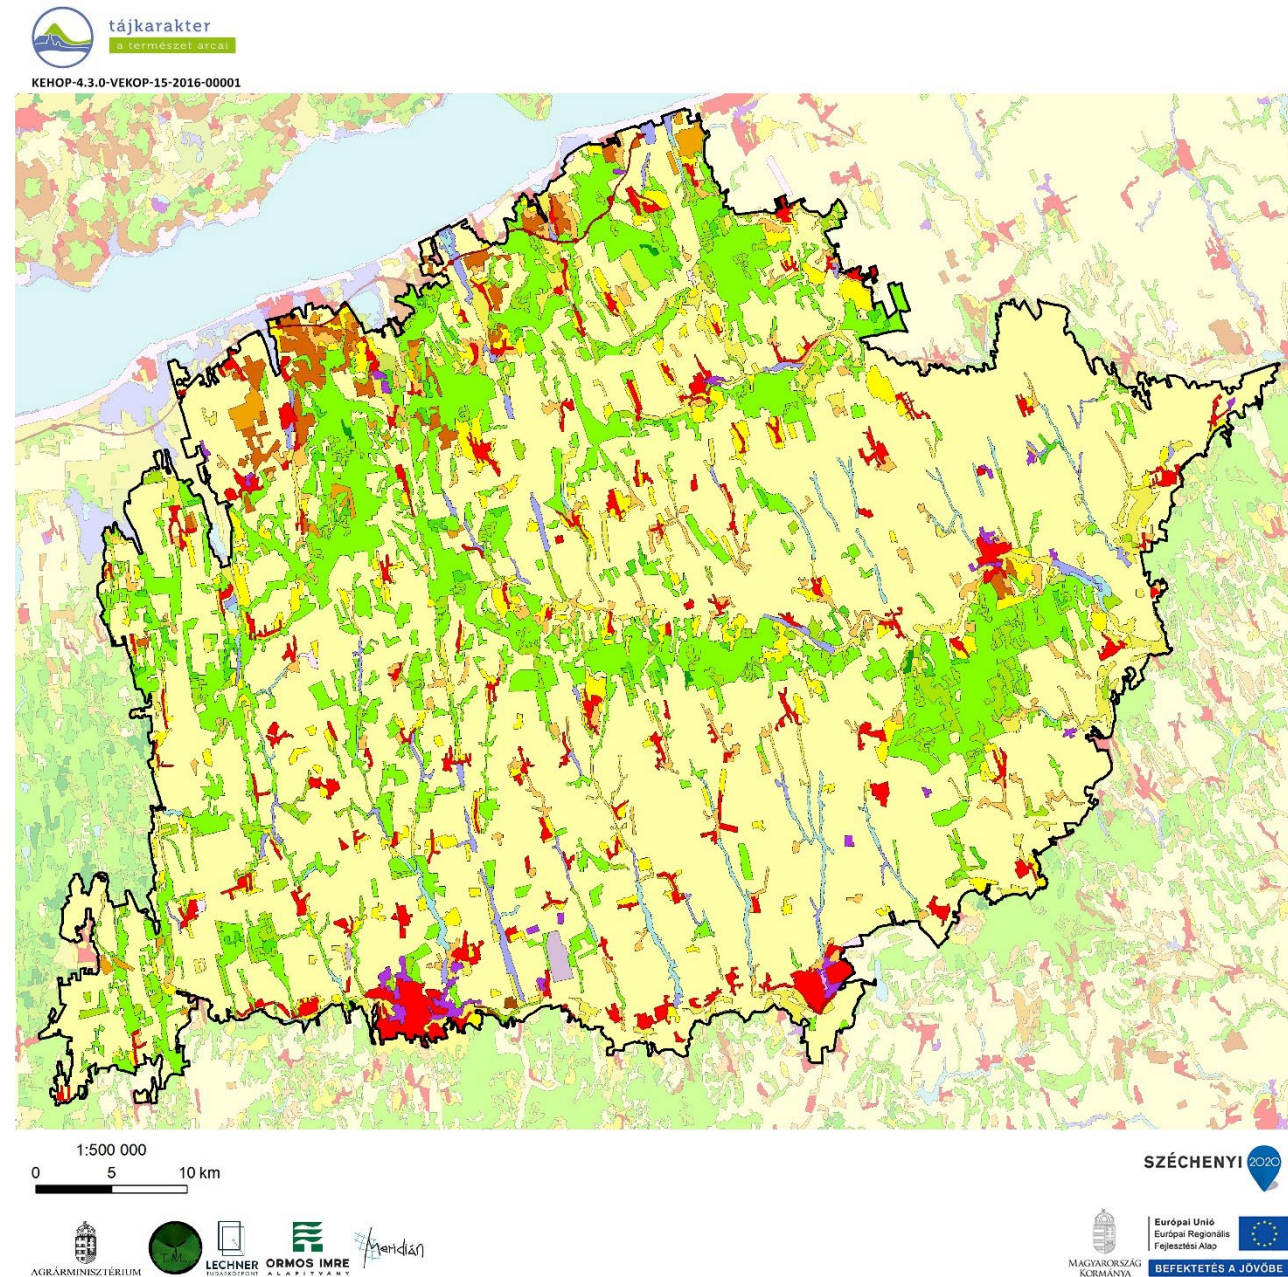 tájkarakter
a természet arcai
KEHOP-4.3.0-VEKOP-15-2016-00001
1:500 000
0 5 10 km
SZÉCHENYI 2020
AGRÁRMINISZTÉRIUM
T.M.
LECHNER
TUDÁSKÖZPONT
ORMOS IMRE
ALAPÍTVÁNY
Meridián
MAGYARORSZÁG
KORMÁNYA
Európai Unió
Európai Regionális
Fejlesztési Alap
BEFEKTETÉS A JÖVŐBE